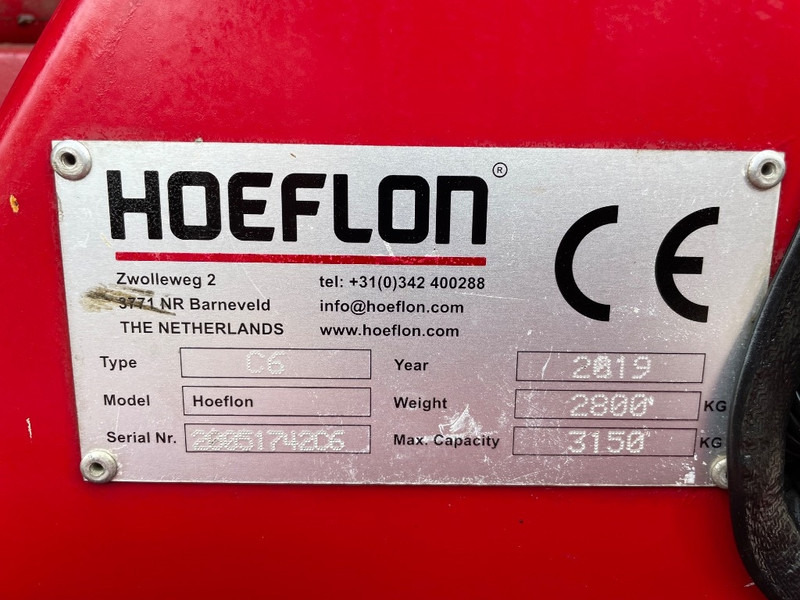 HOEFLON®
CE
Zwolleweg 2
3771 NR Barneveld
THE NETHERLANDS
tel: +31(0)342 400288
info@hoeflon.com
www.hoeflon.com
Type C6
Model Hoeflon
Serial Nr.
Year 2019
Weight 2800 KG
Max. Capacity 3150 KG